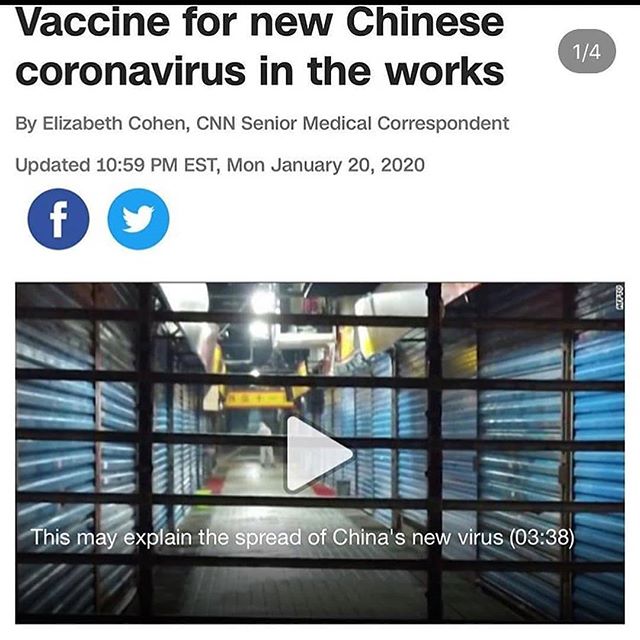 Vaccine for new Chinese
1/4
coronavirus in the works
By Elizabeth Cohen, CNN Senior Medical Correspondent
Updated 10:59 PM EST, Mon January 20, 2020
f
This may explain the spread of China's new virus (03:38)